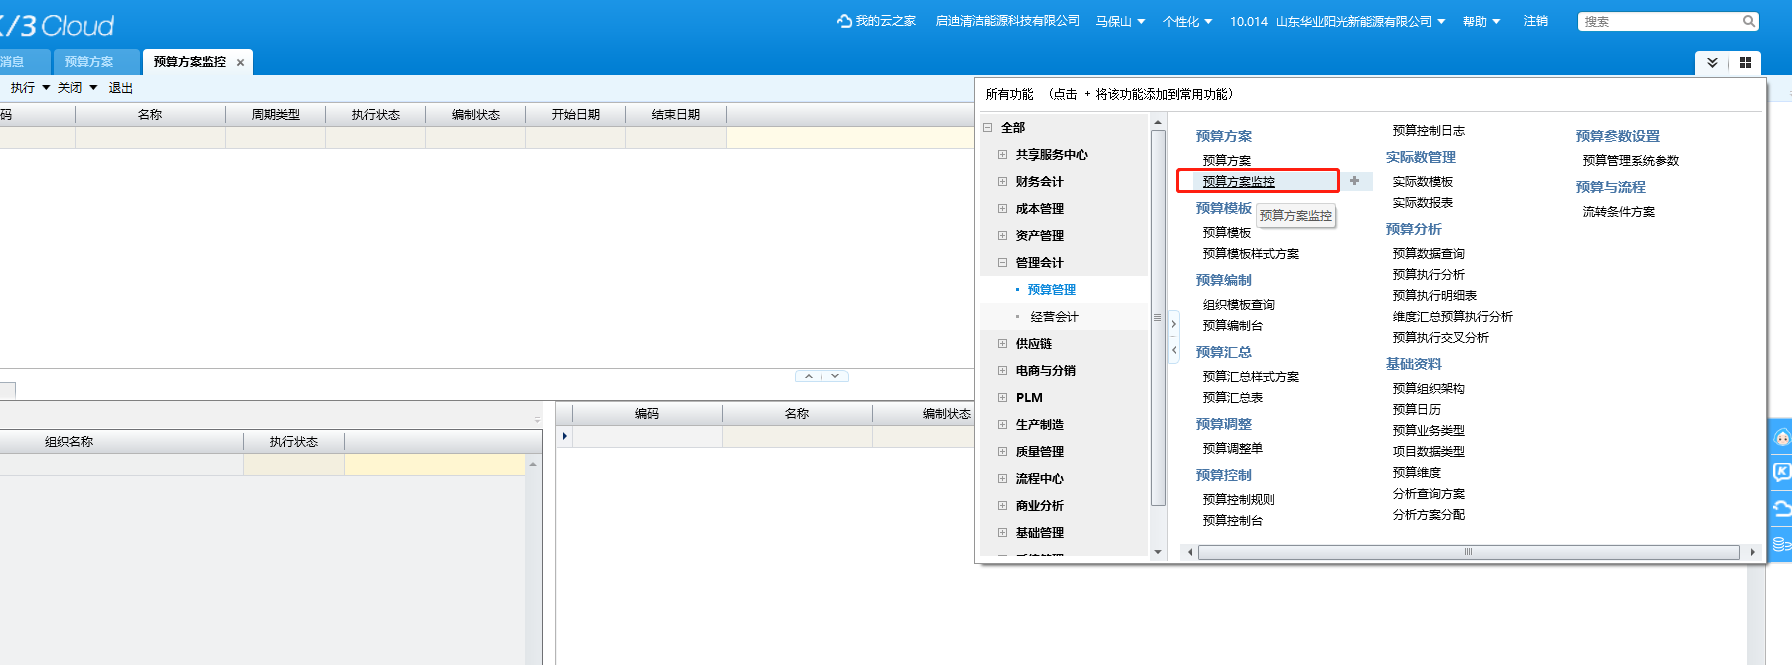 K/3 Cloud
我的云之家 启迪清洁能源科技有限公司 马保山 个性化 10.014 山东华业阳光新能源有限公司 帮助 注销 搜索
消息 预算方案 预算方案监控
执行 关闭 退出
码 名称 周期类型 执行状态 编制状态 开始日期 结束日期
组织名称 执行状态
编码 名称 编制状态
所有功能 （点击 + 将该功能添加到常用功能）
全部
共享服务中心
财务会计
成本管理
资产管理
管理会计
预算管理
经营会计
供应链
电商与分销
PLM
生产制造
质量管理
流程中心
商业分析
基础管理
预算方案
预算方案
预算方案监控
预算方案监控
预算模板
预算模板
预算模板样式方案
预算编制
组织模板查询
预算编制台
预算汇总
预算汇总样式方案
预算汇总表
预算调整
预算调整单
预算控制
预算控制规则
预算控制台
预算控制日志
实际数管理
实际数模板
实际数报表
预算分析
预算数据查询
预算执行分析
预算执行明细表
维度汇总预算执行分析
预算执行交叉分析
基础资料
预算组织架构
预算日历
预算业务类型
项目数据类型
预算维度
分析查询方案
分析方案分配
预算参数设置
预算管理系统参数
预算与流程
流转条件方案